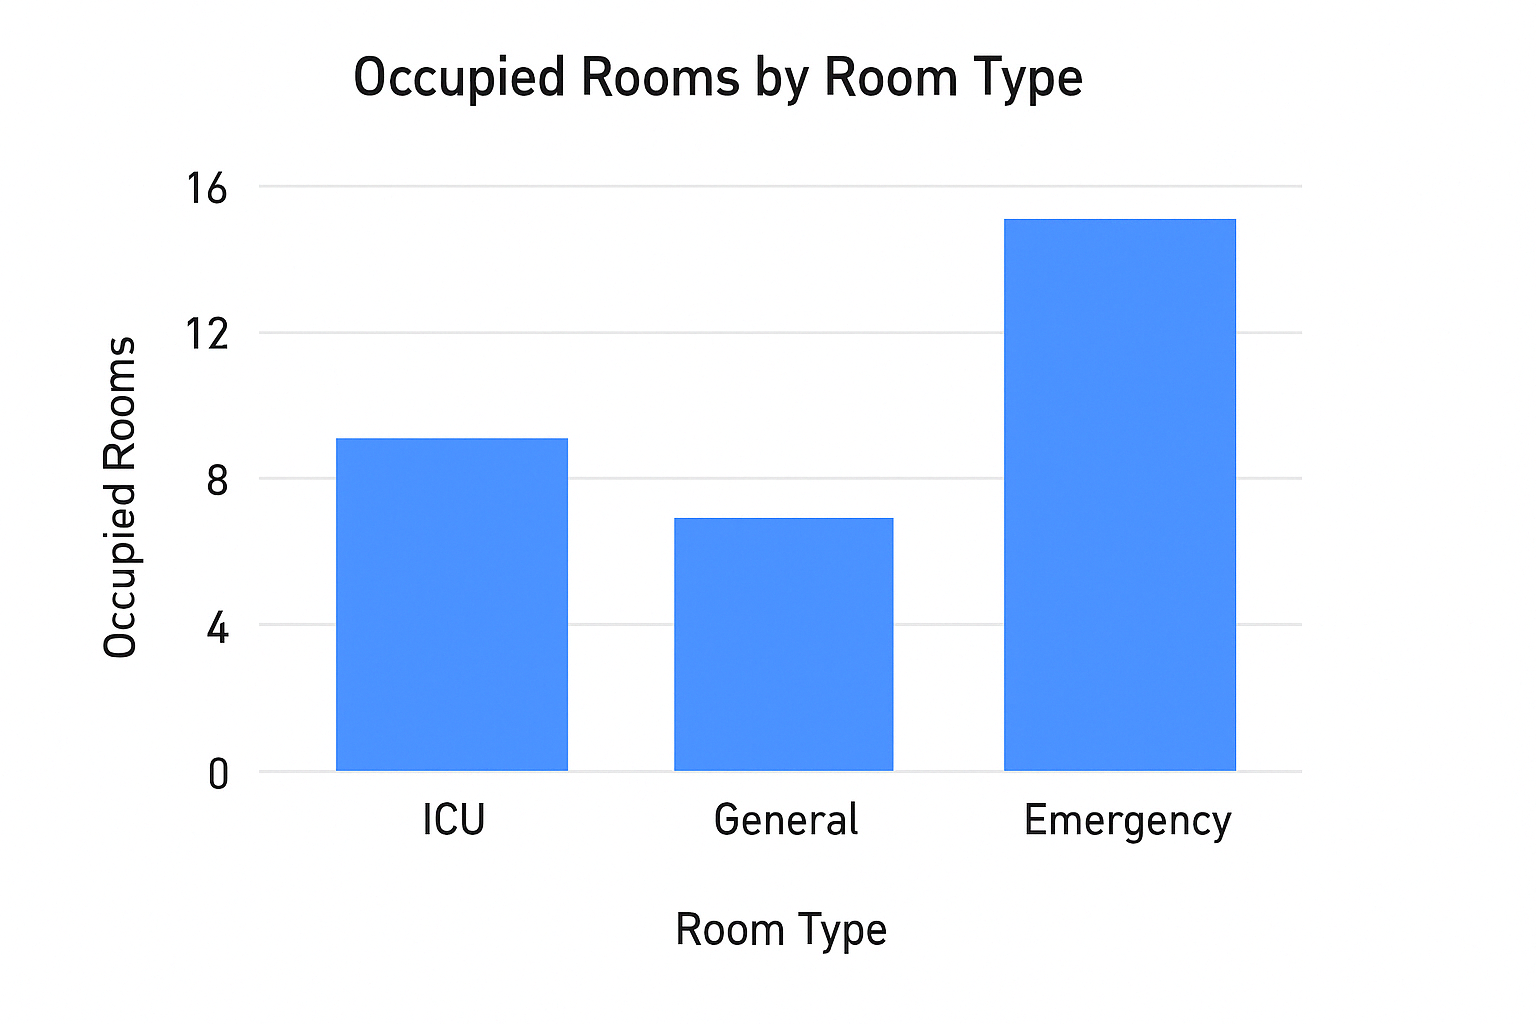 Occupied Rooms by Room Type
Occupied Rooms
16
12
8
4
0
ICU
General
Emergency
Room Type